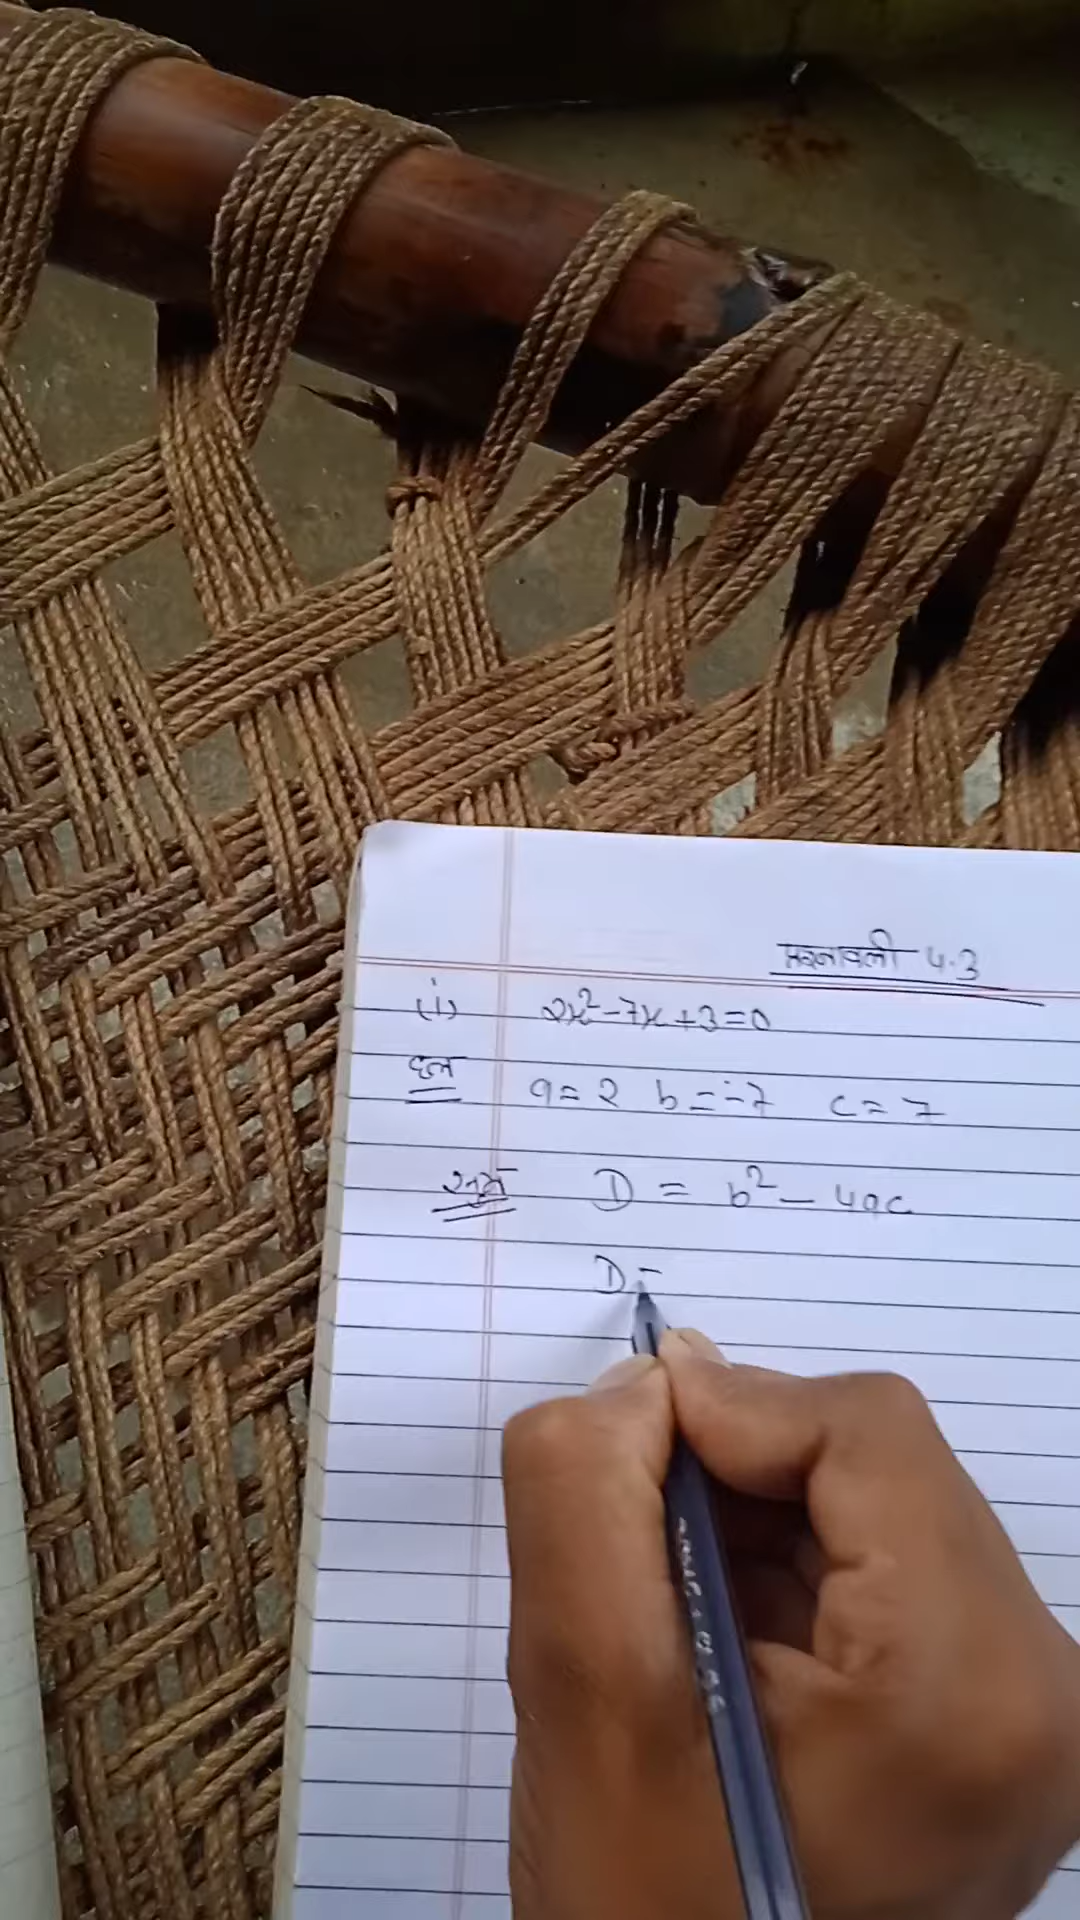 प्रश्नावली 4.3
(i) 2x²-7x+3=0
हल a=2 b=-7 c=7
सूत्र D = b²-4ac
D=